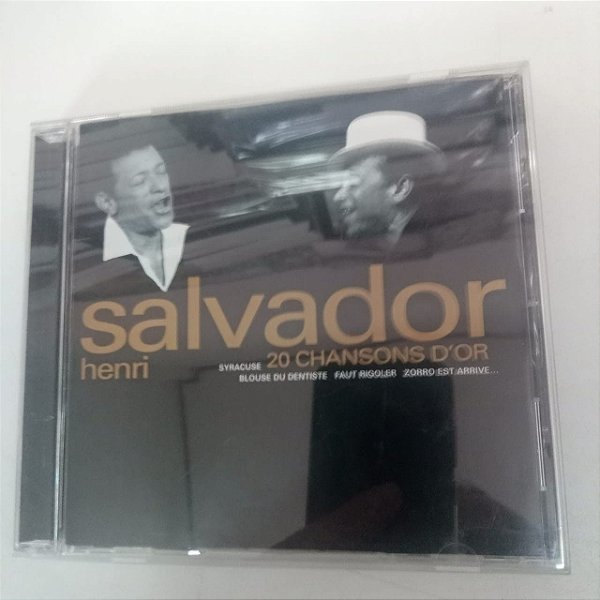 salvador
henri
SYRACUSE 20 CHANSONS D'OR
BLOUSE DU DENTISTE FAUT RIGOLER ZORRO EST ARRIVE...